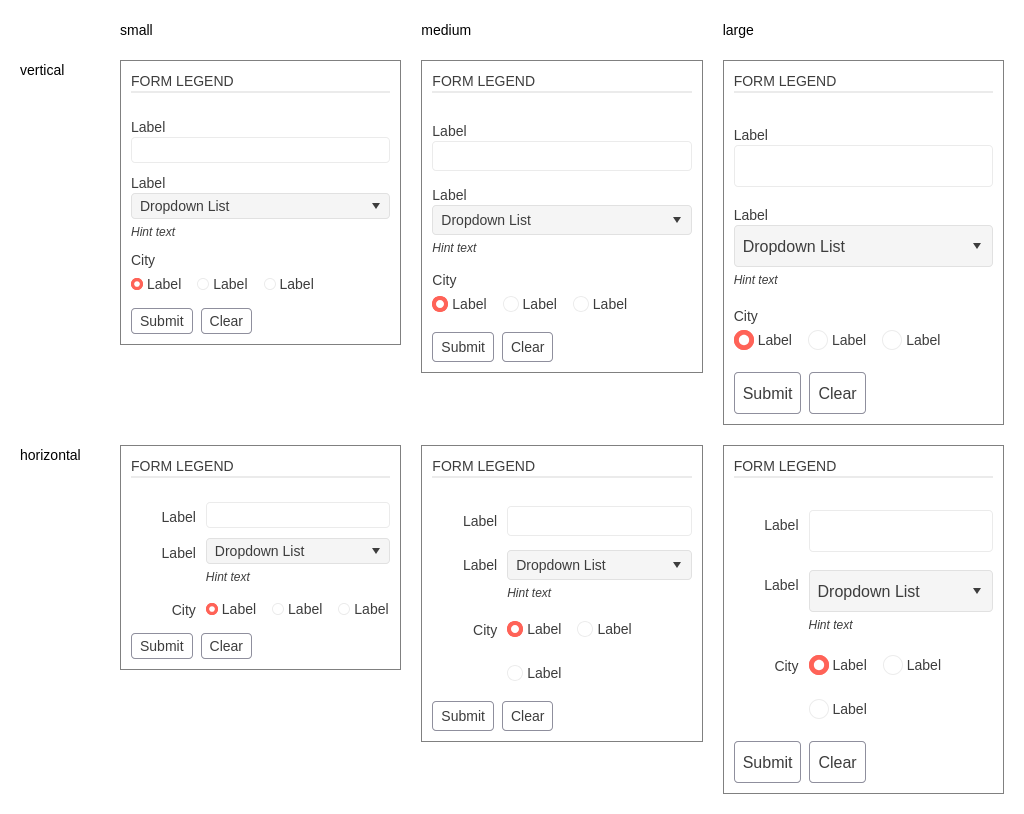 small
medium
large
vertical
FORM LEGEND
Label
Label
Dropdown List
Hint text
City
Label Label Label
Submit Clear
FORM LEGEND
Label
Label
Dropdown List
Hint text
City
Label Label Label
Submit Clear
FORM LEGEND
Label
Label
Dropdown List
Hint text
City
Label Label Label
Submit Clear
horizontal
FORM LEGEND
Label
Label Dropdown List
Hint text
City Label Label Label
Submit Clear
FORM LEGEND
Label
Label Dropdown List
Hint text
City Label Label
Label
Submit Clear
FORM LEGEND
Label
Label Dropdown List
Hint text
City Label Label
Label
Submit Clear